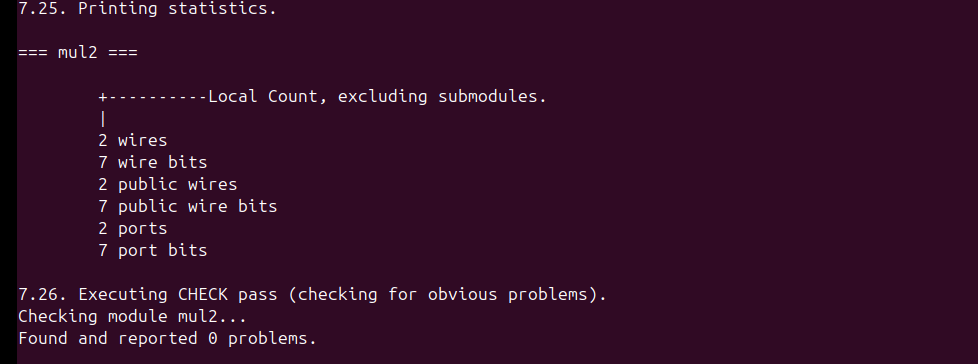 7.25. Printing statistics.
=== mul2 ===
+----------Local Count, excluding submodules.
|
2 wires
7 wire bits
2 public wires
7 public wire bits
2 ports
7 port bits
7.26. Executing CHECK pass (checking for obvious problems).
Checking module mul2...
Found and reported 0 problems.